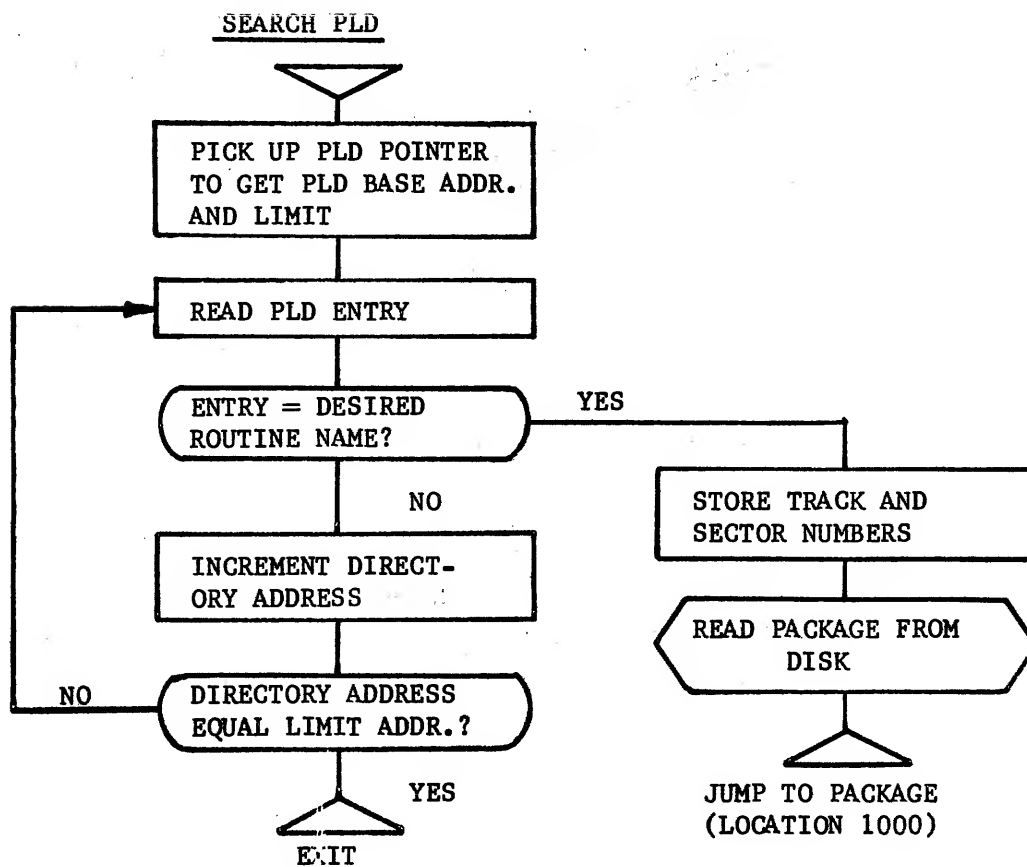 SEARCH PLD
PICK UP PLD POINTER
TO GET PLD BASE ADDR.
AND LIMIT
READ PLD ENTRY
ENTRY = DESIRED
ROUTINE NAME?
YES
NO
STORE TRACK AND
SECTOR NUMBERS
INCREMENT DIRECT-
ORY ADDRESS
READ PACKAGE FROM
DISK
NO
DIRECTORY ADDRESS
EQUAL LIMIT ADDR.?
YES
JUMP TO PACKAGE
(LOCATION 1000)
EXIT